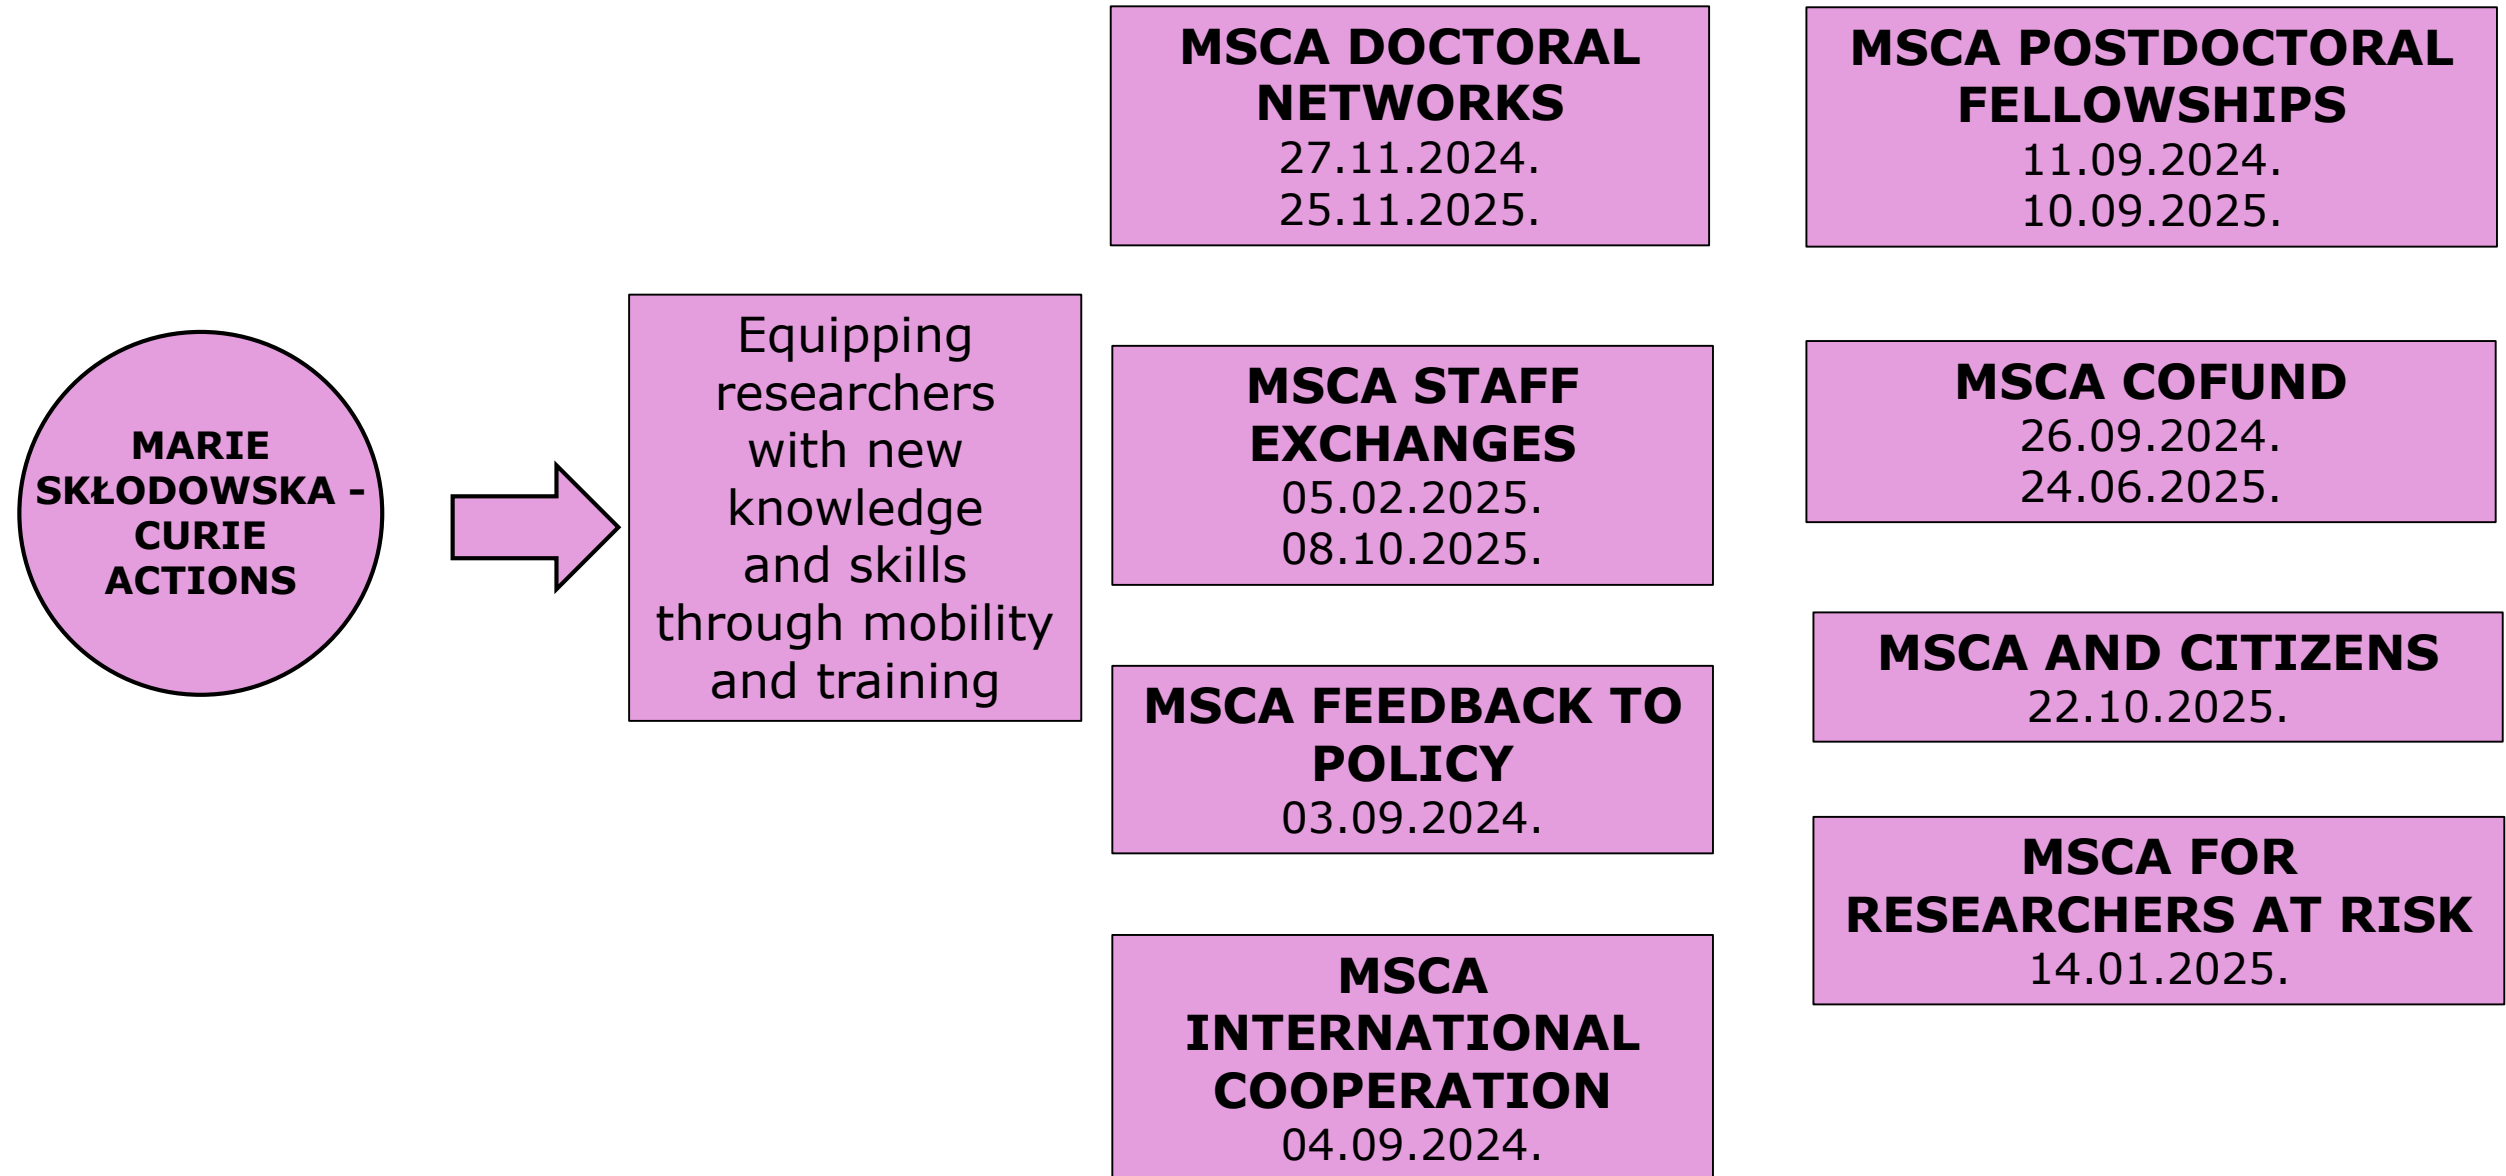 MARIE
SKŁODOWSKA -
CURIE
ACTIONS
Equipping
researchers
with new
knowledge
and skills
through mobility
and training
MSCA DOCTORAL
NETWORKS
27.11.2024.
25.11.2025.
MSCA POSTDOCTORAL
FELLOWSHIPS
11.09.2024.
10.09.2025.
MSCA STAFF
EXCHANGES
05.02.2025.
08.10.2025.
MSCA COFUND
26.09.2024.
24.06.2025.
MSCA FEEDBACK TO
POLICY
03.09.2024.
MSCA AND CITIZENS
22.10.2025.
MSCA
INTERNATIONAL
COOPERATION
04.09.2024.
MSCA FOR
RESEARCHERS AT RISK
14.01.2025.